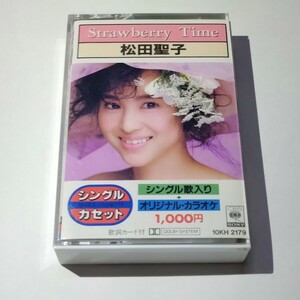 Strawberry Time
松田聖子
シングル
カセット
シングル歌入り
+
オリジナル・カラオケ
1,000円
歌詞カード付
DOLBY SYSTEM
CBS
SONY
10KH 2179